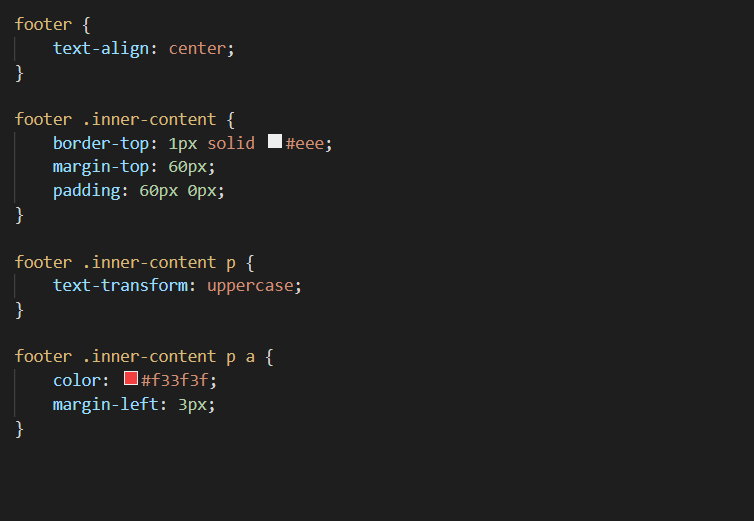 footer {
    text-align: center;
}

footer .inner-content {
    border-top: 1px solid #eee;
    margin-top: 60px;
    padding: 60px 0px;
}

footer .inner-content p {
    text-transform: uppercase;
}

footer .inner-content p a {
    color: #f33f3f;
    margin-left: 3px;
}